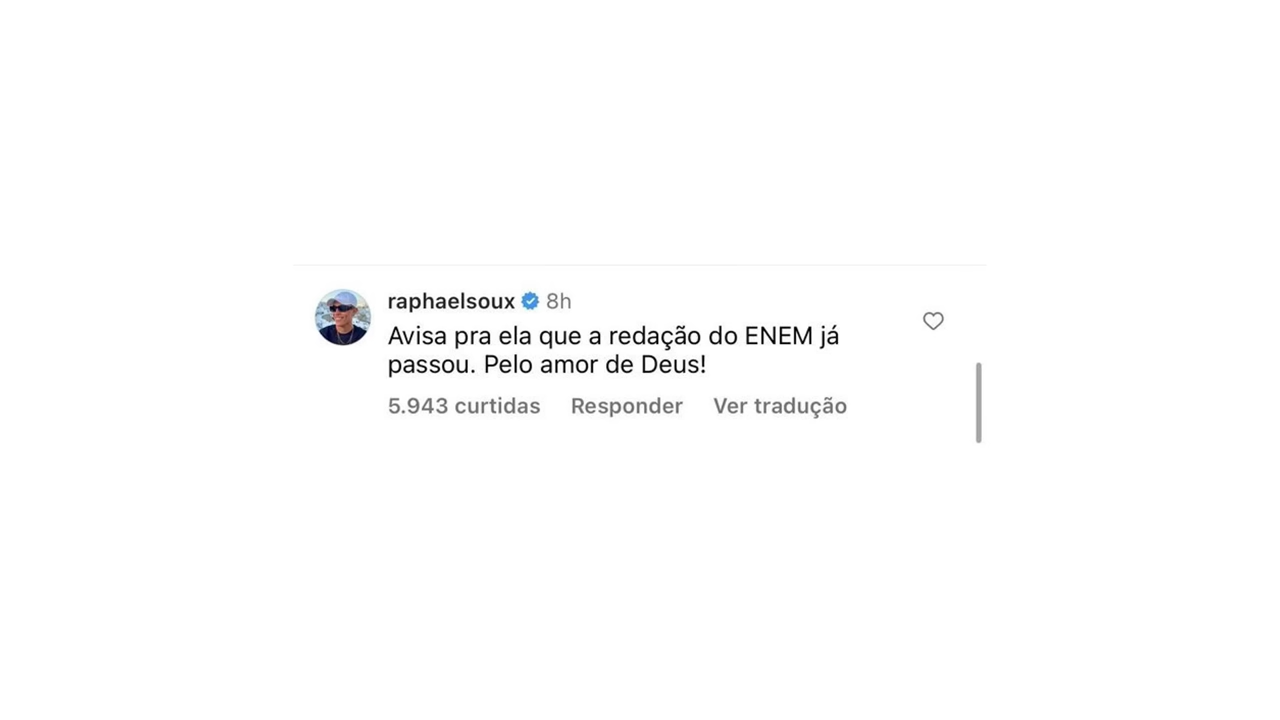 raphaelsoux 8h
Avisa pra ela que a redação do ENEM já
passou. Pelo amor de Deus!
5.943 curtidas Responder Ver tradução